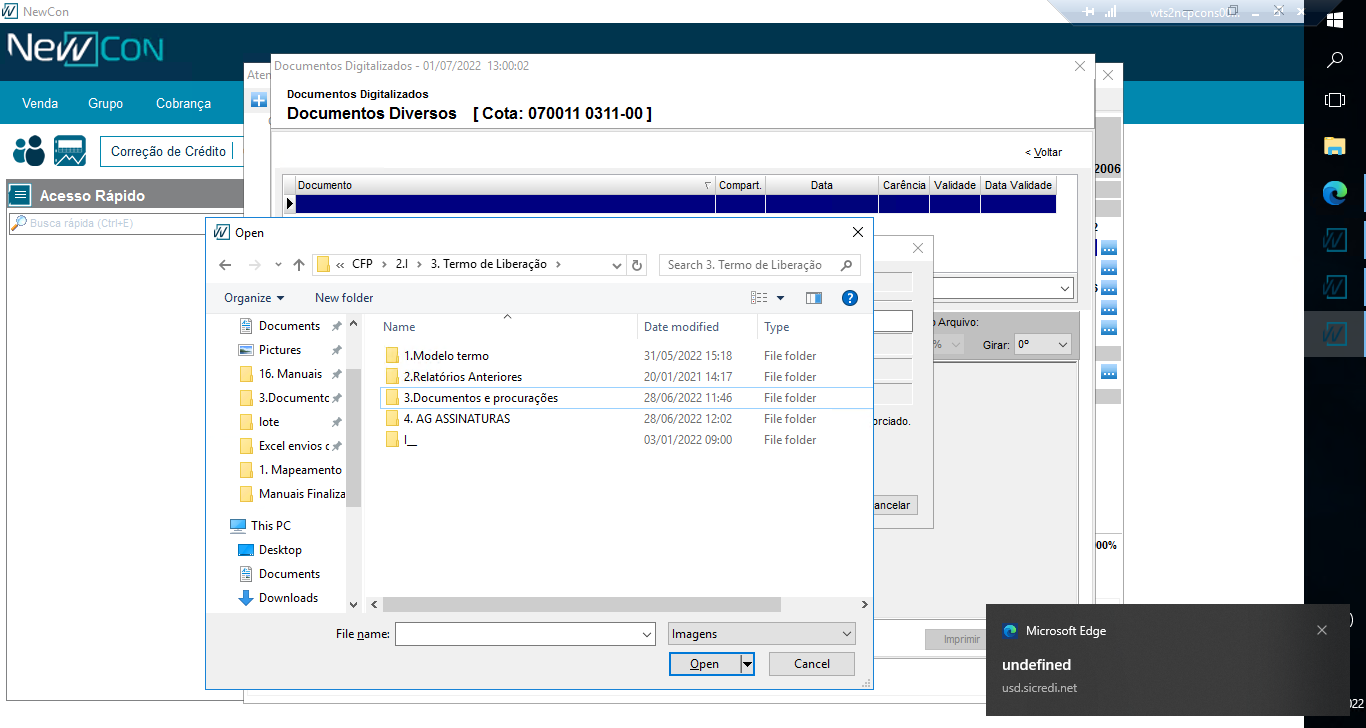 NewCon
wts2ncpcons0
NEWCON
Documentos Digitalizados - 01/07/2022 13:00:02
Aten
Documentos Digitalizados
Documentos Diversos [ Cota: 070011 0311-00 ]
Venda Grupo Cobrança
Correção de Crédito
< Voltar
2006
Acesso Rápido
Documento Compart. Data Carência Validade Data Validade
Busca rápida (Ctrl+E)
Open
« CFP > 2.I > 3. Termo de Liberação >
Search 3. Termo de Liberação
Organize New folder
Name Date modified Type
Documents
Pictures
16. Manuais
3.Documentc
lote
Excel envios c
1. Mapeamento
Manuais Finaliza
This PC
Desktop
Documents
Downloads
1.Modelo termo 31/05/2022 15:18 File folder
2.Relatórios Anteriores 20/01/2021 14:17 File folder
3.Documentos e procurações 28/06/2022 11:46 File folder
4. AG ASSINATURAS 28/06/2022 12:02 File folder
I__ 03/01/2022 09:00 File folder
o Arquivo:
% Girar: 0º
orciado.
ancelar
00%
File name: Imagens
Open Cancel
Imprimir
Microsoft Edge
undefined
usd.sicredi.net
022